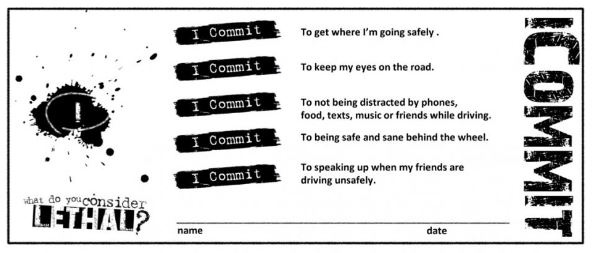 I Commit To get where I'm going safely .
I Commit To keep my eyes on the road.
I Commit To not being distracted by phones,
food, texts, music or friends while driving.
I Commit To being safe and sane behind the wheel.
I Commit To speaking up when my friends are
driving unsafely.
what do you consider
LETHAL?
name date
ICOMMIT